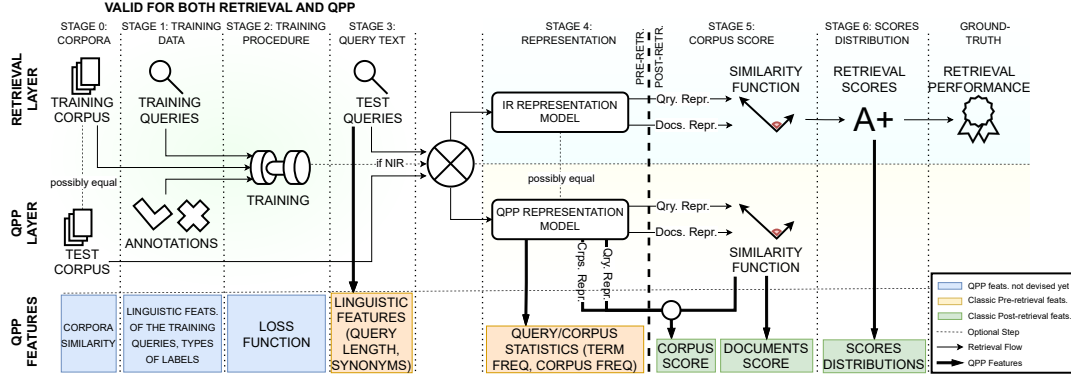 VALID FOR BOTH RETRIEVAL AND QPP
STAGE 0:
CORPORA
STAGE 1: TRAINING
DATA
STAGE 2: TRAINING
PROCEDURE
STAGE 3:
QUERY TEXT
STAGE 4:
REPRESENTATION
STAGE 5:
CORPUS SCORE
STAGE 6: SCORES
DISTRIBUTION
GROUND-
TRUTH
PRE-RETR.
POST-RETR.
RETRIEVAL
LAYER
TRAINING
CORPUS
TRAINING
QUERIES
TEST
QUERIES
IR REPRESENTATION
MODEL
Qry. Repr.
Docs. Repr.
SIMILARITY
FUNCTION
RETRIEVAL
SCORES
A+
RETRIEVAL
PERFORMANCE
if NIR
TRAINING
possibly equal
possibly equal
QPP
LAYER
TEST
CORPUS
ANNOTATIONS
QPP REPRESENTATION
MODEL
Qry. Repr.
Docs. Repr.
Crps. Repr.
Qry. Repr.
SIMILARITY
FUNCTION
QPP
FEATURES
CORPORA
SIMILARITY
LINGUISTIC FEATS.
OF THE TRAINING
QUERIES, TYPES
OF LABELS
LOSS
FUNCTION
LINGUISTIC
FEATURES
(QUERY
LENGTH,
SYNONYMS)
QUERY/CORPUS
STATISTICS (TERM
FREQ, CORPUS FREQ)
CORPUS
SCORE
DOCUMENTS
SCORE
SCORES
DISTRIBUTIONS
QPP feats. not devised yet
Classic Pre-retrieval feats.
Classic Post-retrieval feats.
Optional Step
Retrieval Flow
QPP Features